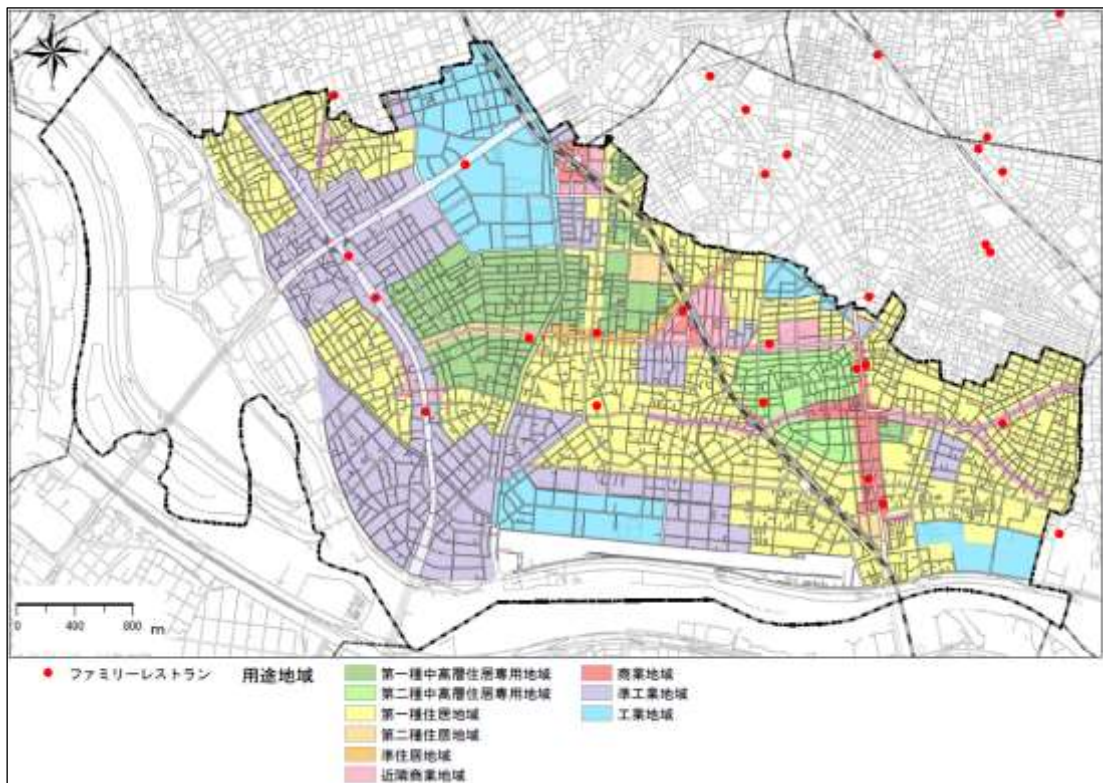 0 400 800 m
ファミリーレストラン
用途地域
第一種中高層住居専用地域
第二種中高層住居専用地域
第一種住居地域
第二種住居地域
準住居地域
近隣商業地域
商業地域
準工業地域
工業地域